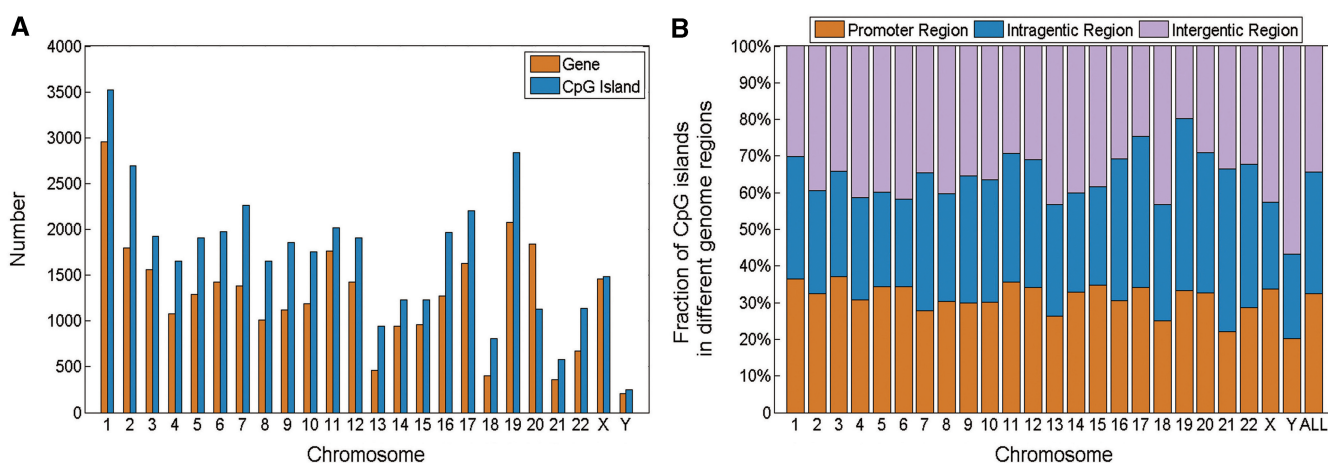 A
4000
3500
3000
2500
2000
1500
1000
500
0
Number
Gene
CpG Island
1 2 3 4 5 6 7 8 9 10 11 12 13 14 15 16 17 18 19 20 21 22 X Y
Chromosome
B
Promoter Region Intragentic Region Intergentic Region
100%
90%
80%
70%
60%
50%
40%
30%
20%
10%
0
Fraction of CpG islands
in different genome regions
1 2 3 4 5 6 7 8 9 10 11 12 13 14 15 16 17 18 19 20 21 22 X Y ALL
Chromosome